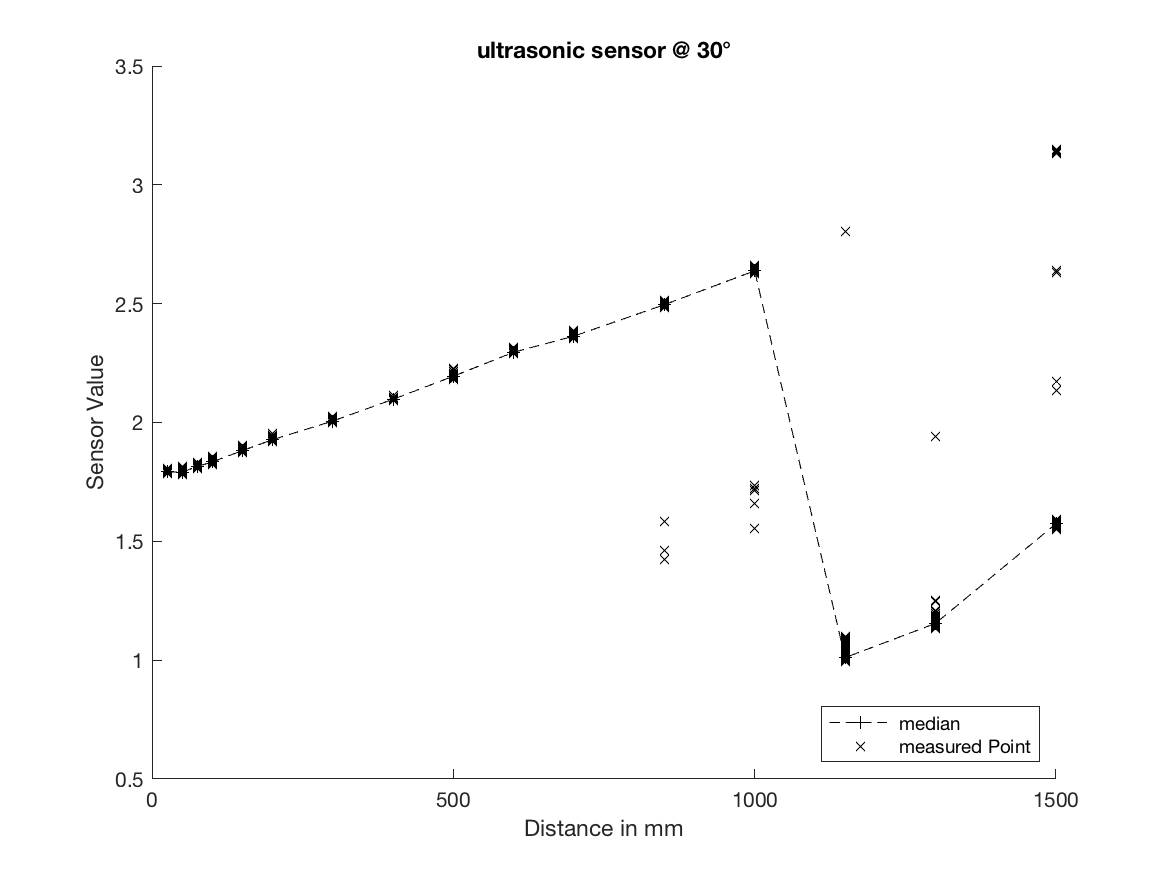 ultrasonic sensor @ 30°
3.5
3
2.5
2
1.5
1
0.5
Sensor Value
0
500
1000
1500
Distance in mm
median
measured Point